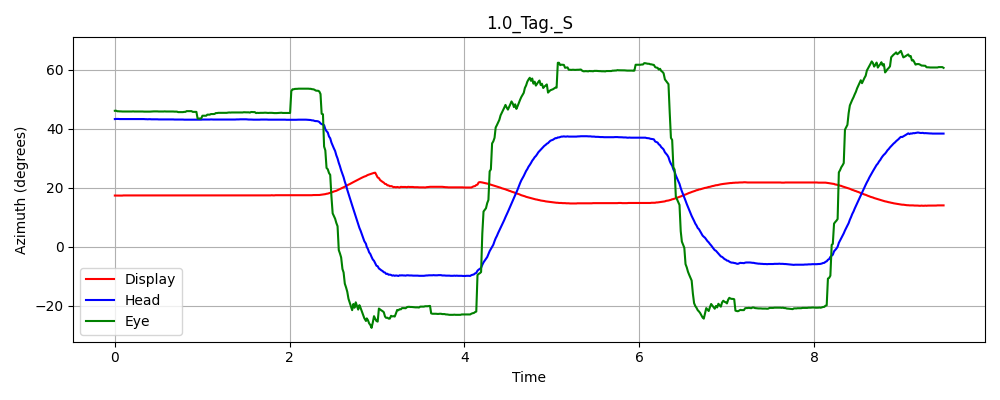 1.0_Tag._S
Azimuth (degrees)
60
40
20
0
−20
Display
Head
Eye
0 2 4 6 8
Time